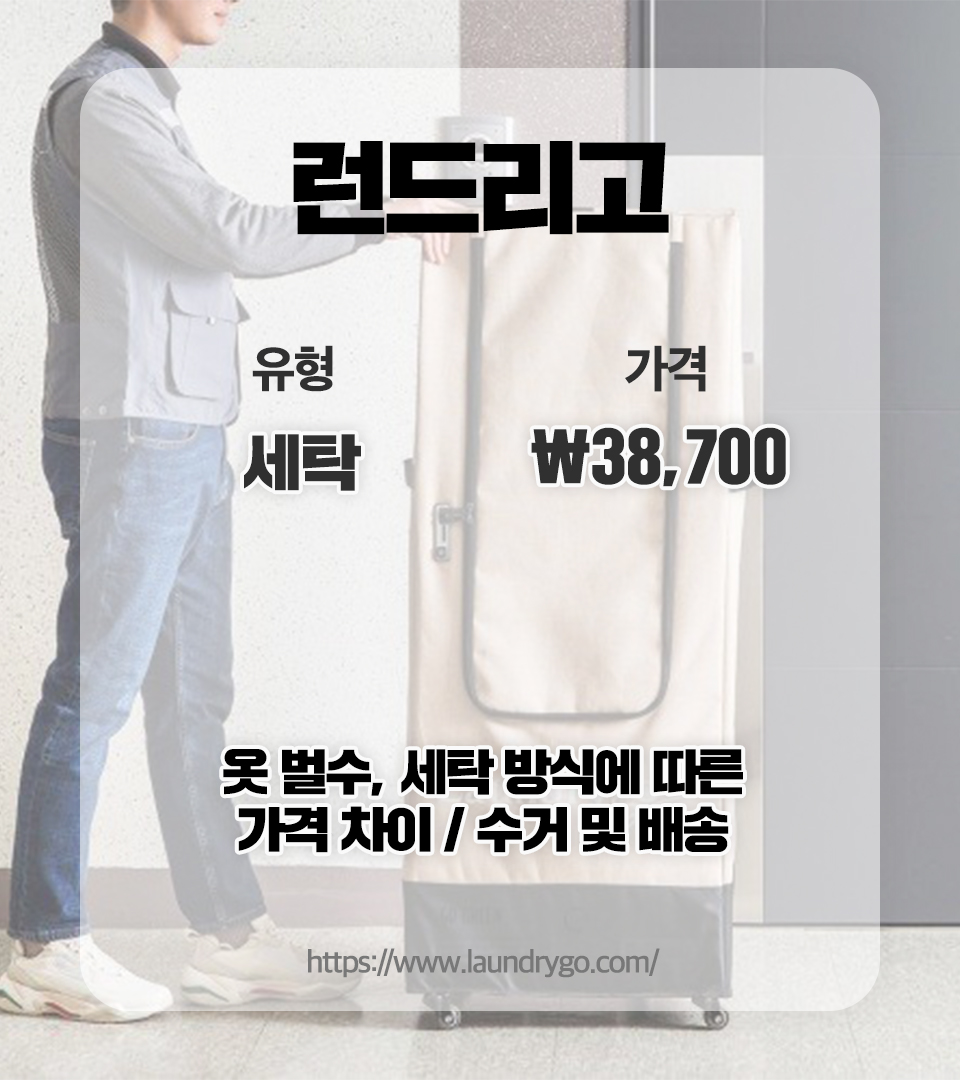 런드리고
유형 가격
세탁 ₩38,700
옷 벌수, 세탁 방식에 따른
가격 차이 / 수거 및 배송
https://www.laundrygo.com/